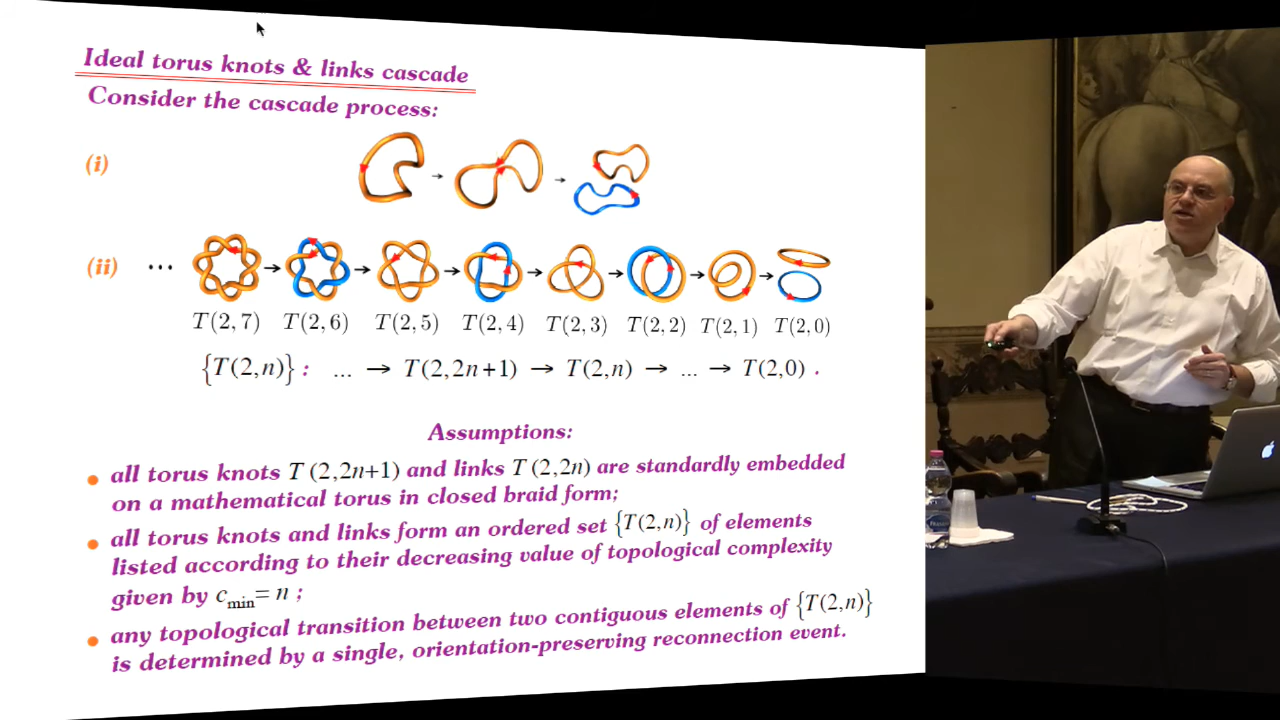 Ideal torus knots & links cascade
Consider the cascade process:
(i)
(ii) ...
T(2,7) T(2,6) T(2,5) T(2,4) T(2,3) T(2,2) T(2,1) T(2,0)
{T(2,n)} : ... → T(2,2n+1) → T(2,n) → ... → T(2,0) .
Assumptions:
• all torus knots T (2,2n+1) and links T (2,2n) are standardly embedded
on a mathematical torus in closed braid form;
• all torus knots and links form an ordered set {T(2,n)} of elements
listed according to their decreasing value of topological complexity
given by cmin= n ;
• any topological transition between two contiguous elements of {T(2,n)}
is determined by a single, orientation-preserving reconnection event.